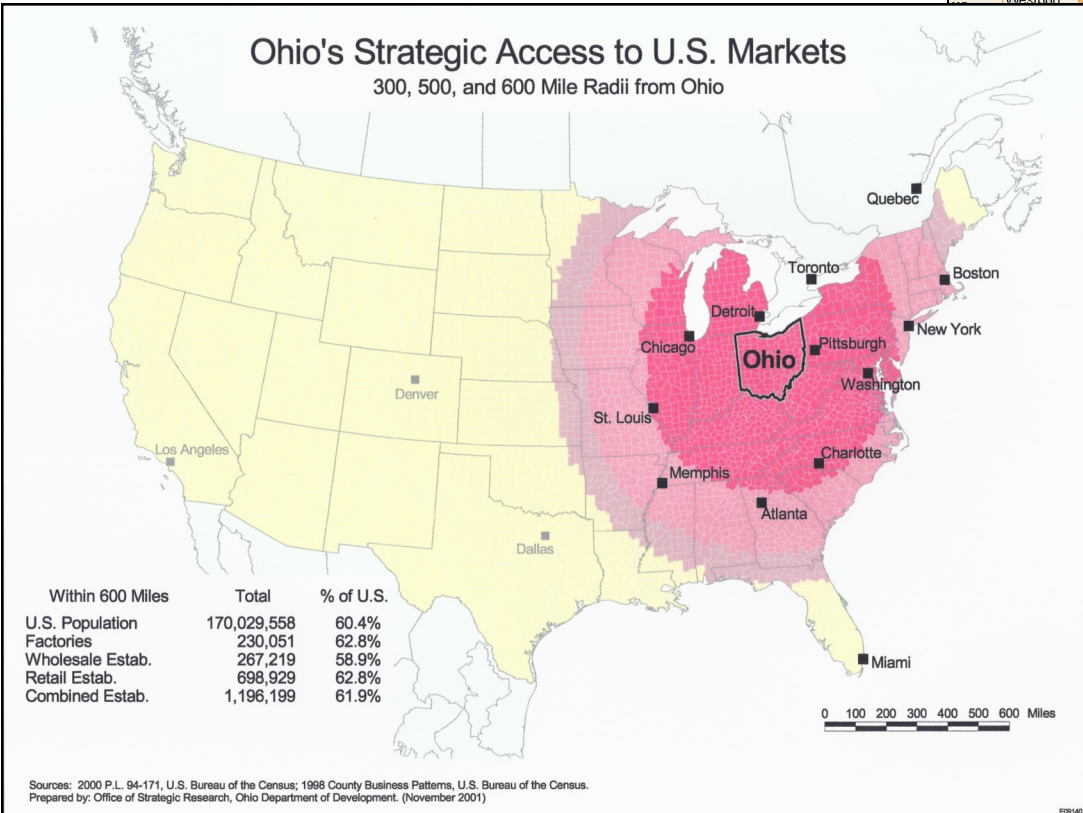 Ohio's Strategic Access to U.S. Markets
300, 500, and 600 Mile Radii from Ohio
Quebec
Toronto
Boston
Detroit
New York
Chicago
Ohio
Pittsburgh
Washington
Denver
St. Louis
Los Angeles
Charlotte
Memphis
Atlanta
Dallas
Miami
Within 600 Miles Total % of U.S.
U.S. Population 170,029,558 60.4%
Factories 230,051 62.8%
Wholesale Estab. 267,219 58.9%
Retail Estab. 698,929 62.8%
Combined Estab. 1,196,199 61.9%
0 100 200 300 400 500 600 Miles
Sources: 2000 P.L. 94-171, U.S. Bureau of the Census; 1998 County Business Patterns, U.S. Bureau of the Census.
Prepared by: Office of Strategic Research, Ohio Department of Development. (November 2001)